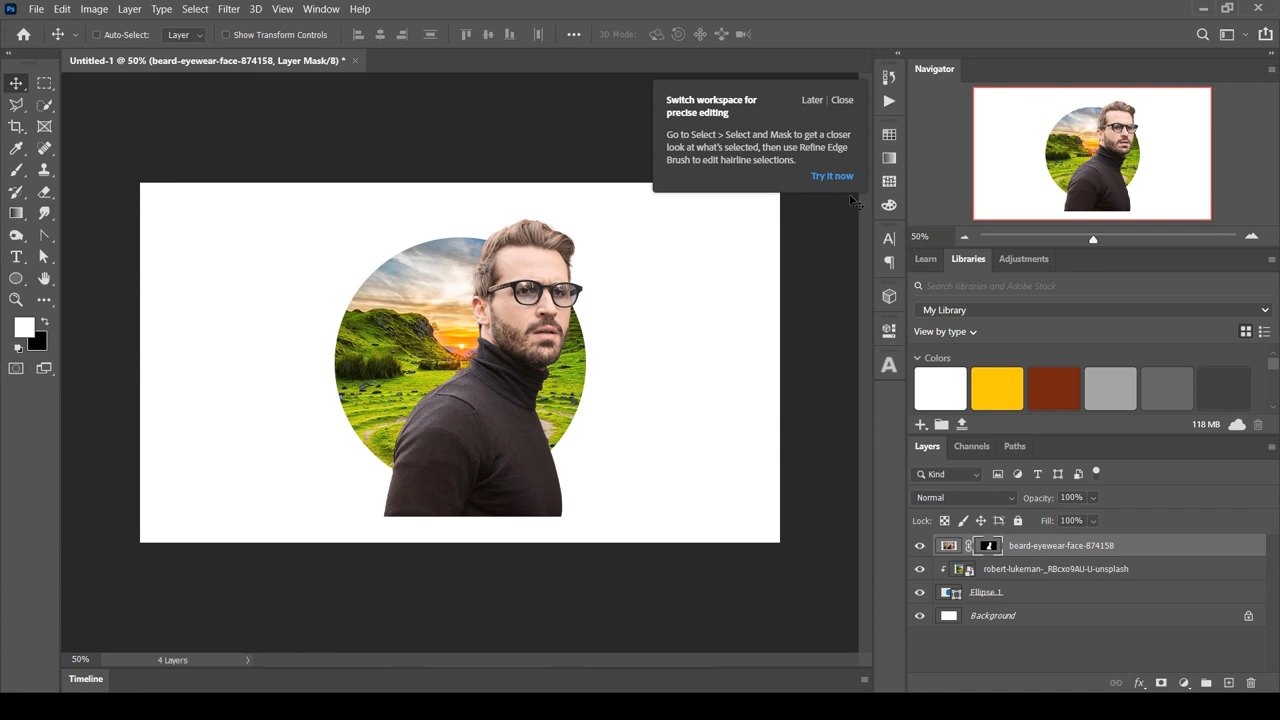 Ps File Edit Image Layer Type Select Filter 3D View Window Help
Auto-Select: Layer Show Transform Controls 3D Mode:
Untitled-1 @ 50% (beard-eyewear-face-874158, Layer Mask/8) *
Switch workspace for
precise editing
Later | Close
Go to Select > Select and Mask to get a closer
look at what's selected, then use Refine Edge
Brush to edit hairline selections.
Try it now
50% 4 Layers
Timeline
Navigator
50%
Learn Libraries Adjustments
Search libraries and Adobe Stock
My Library
View by type
Colors
118 MB
Layers Channels Paths
Kind
Normal Opacity: 100%
Lock: Fill: 100%
beard-eyewear-face-874158
robert-lukeman-_RBcxo9AU-U-unsplash
Ellipse 1
Background